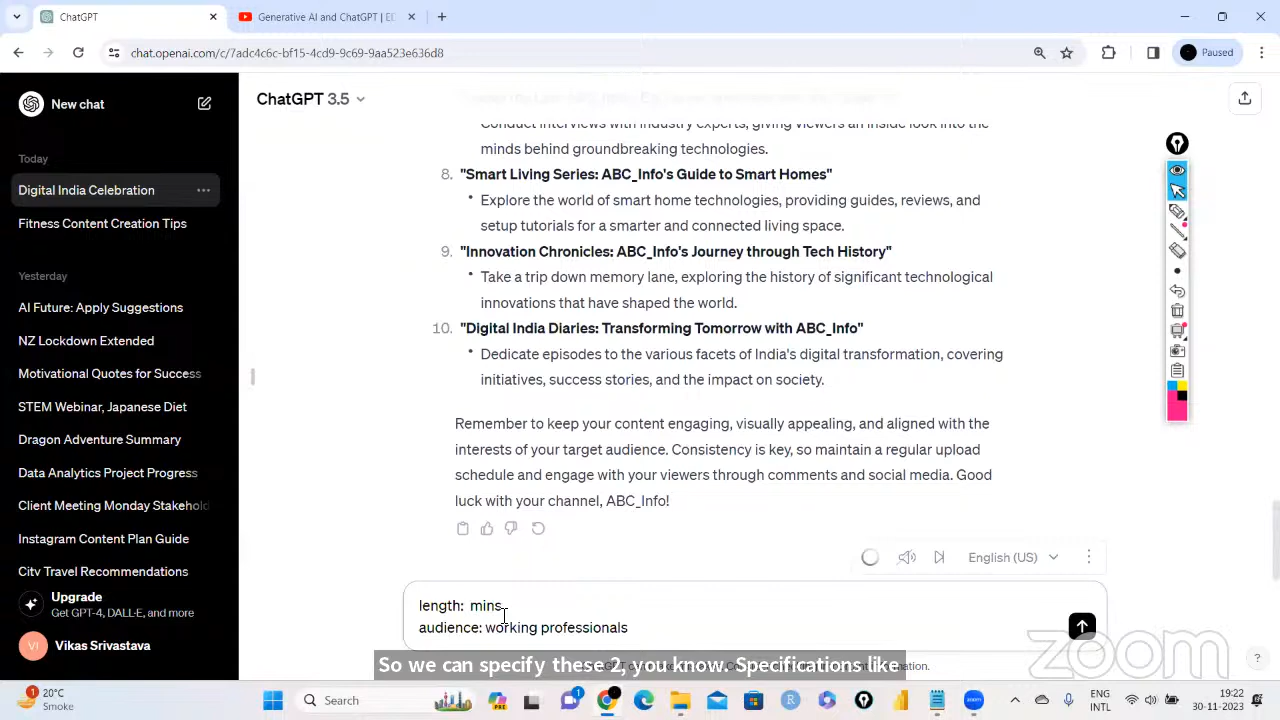 ChatGPT
Generative AI and ChatGPT | E
chat.openai.com/c/7adc4c6c-bf15-4cd9-9c69-9aa523e636d8
Paused
New chat
ChatGPT 3.5
Today
Digital India Celebration
Fitness Content Creation Tips
Yesterday
AI Future: Apply Suggestions
NZ Lockdown Extended
Motivational Quotes for Success
STEM Webinar, Japanese Diet
Dragon Adventure Summary
Data Analytics Project Progress
Client Meeting Monday Stakehold
Instagram Content Plan Guide
City Travel Recommendations
Upgrade
Get GPT-4, DALL·E, and more
VI
Vikas Srivastava
Conduct interviews with industry experts, giving viewers an inside look into the
minds behind groundbreaking technologies.
8. "Smart Living Series: ABC_Info's Guide to Smart Homes"
• Explore the world of smart home technologies, providing guides, reviews, and
setup tutorials for a smarter and connected living space.
9. "Innovation Chronicles: ABC_Info's Journey through Tech History"
• Take a trip down memory lane, exploring the history of significant technological
innovations that have shaped the world.
10. "Digital India Diaries: Transforming Tomorrow with ABC_Info"
• Dedicate episodes to the various facets of India's digital transformation, covering
initiatives, success stories, and the impact on society.
Remember to keep your content engaging, visually appealing, and aligned with the
interests of your target audience. Consistency is key, so maintain a regular upload
schedule and engage with your viewers through comments and social media. Good
luck with your channel, ABC_Info!
English (US)
length: mins
audience: working professionals
So we can specify these 2, you know. Specifications like
zoom
?
20°C
Smoke
Search
PRE
1
ENG
INTL
19:22
30-11-2023